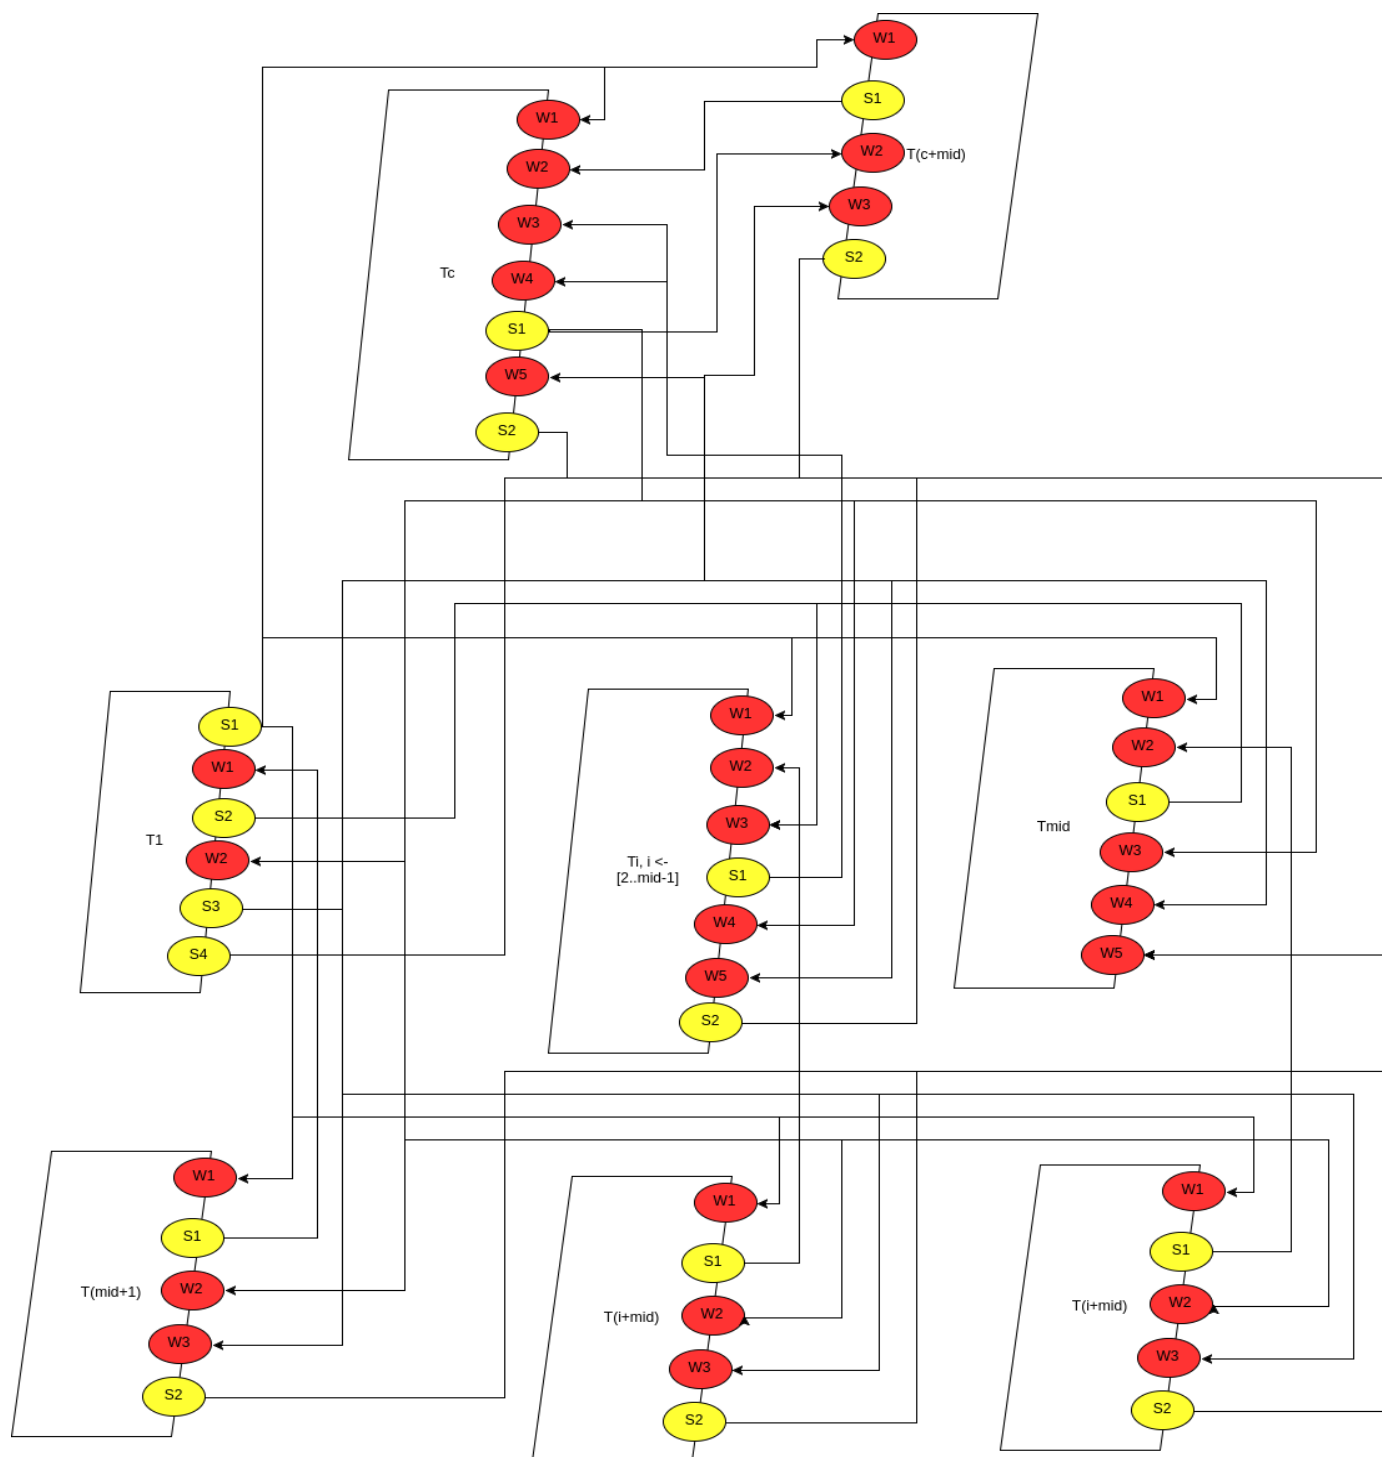 W1
S1
W2
T(c+mid)
W3
S2
W1
W2
W3
Tc
W4
S1
W5
S2
S1
W1
S2
T1
W2
S3
S4
W1
W2
W3
Ti, i <-
[2..mid-1]
S1
W4
W5
S2
W1
W2
S1
Tmid
W3
W4
W5
W1
S1
W2
T(mid+1)
W3
S2
W1
S1
W2
T(i+mid)
W3
S2
W1
S1
W2
T(i+mid)
W3
S2